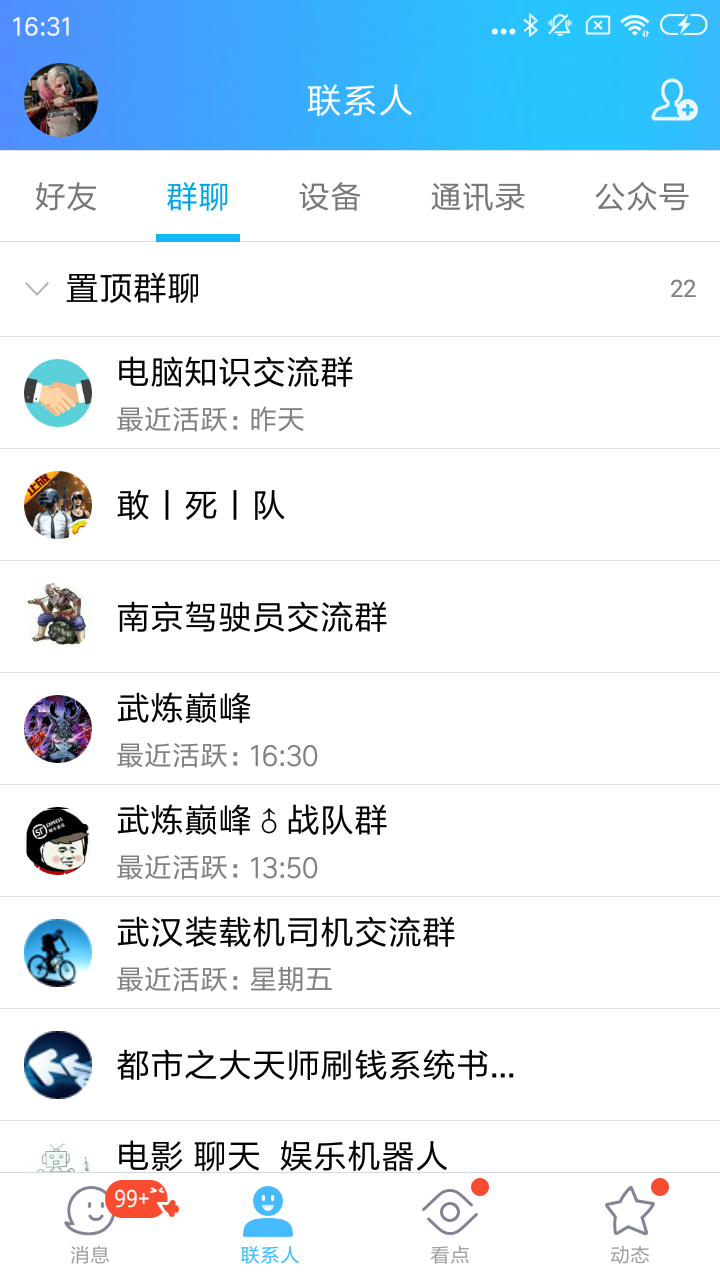 16:31
联系人
好友 群聊 设备 通讯录 公众号
置顶群聊 22
电脑知识交流群
最近活跃: 昨天
敢丨死丨队
南京驾驶员交流群
武炼巅峰
最近活跃: 16:30
武炼巅峰♂战队群
最近活跃: 13:50
武汉装载机司机交流群
最近活跃: 星期五
都市之大天师刷钱系统书...
电影 聊天 娱乐机器人
99+
消息 联系人 看点 动态